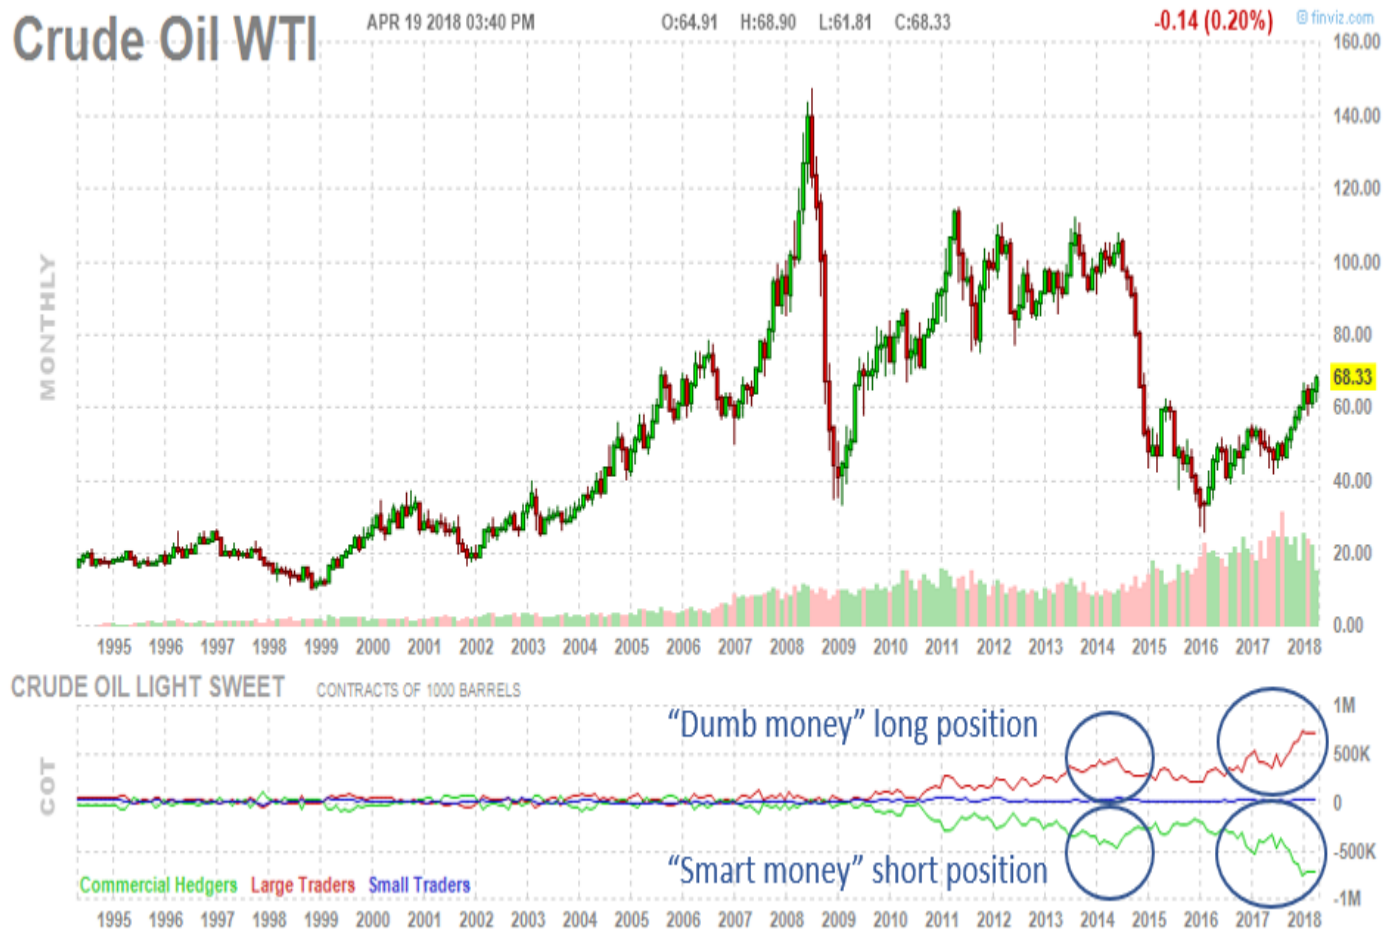 Crude Oil WTI
APR 19 2018 03:40 PM O:64.91 H:68.90 L:61.81 C:68.33 -0.14 (0.20%) © finviz.com
160.00
140.00
120.00
100.00
80.00
68.33
60.00
40.00
20.00
0.00
MONTHLY
1995 1996 1997 1998 1999 2000 2001 2002 2003 2004 2005 2006 2007 2008 2009 2010 2011 2012 2013 2014 2015 2016 2017 2018
CRUDE OIL LIGHT SWEET CONTRACTS OF 1000 BARRELS
1M
“Dumb money” long position
500K
COT
0
-500K
“Smart money” short position
Commercial Hedgers Large Traders Small Traders
-1M
1995 1996 1997 1998 1999 2000 2001 2002 2003 2004 2005 2006 2007 2008 2009 2010 2011 2012 2013 2014 2015 2016 2017 2018